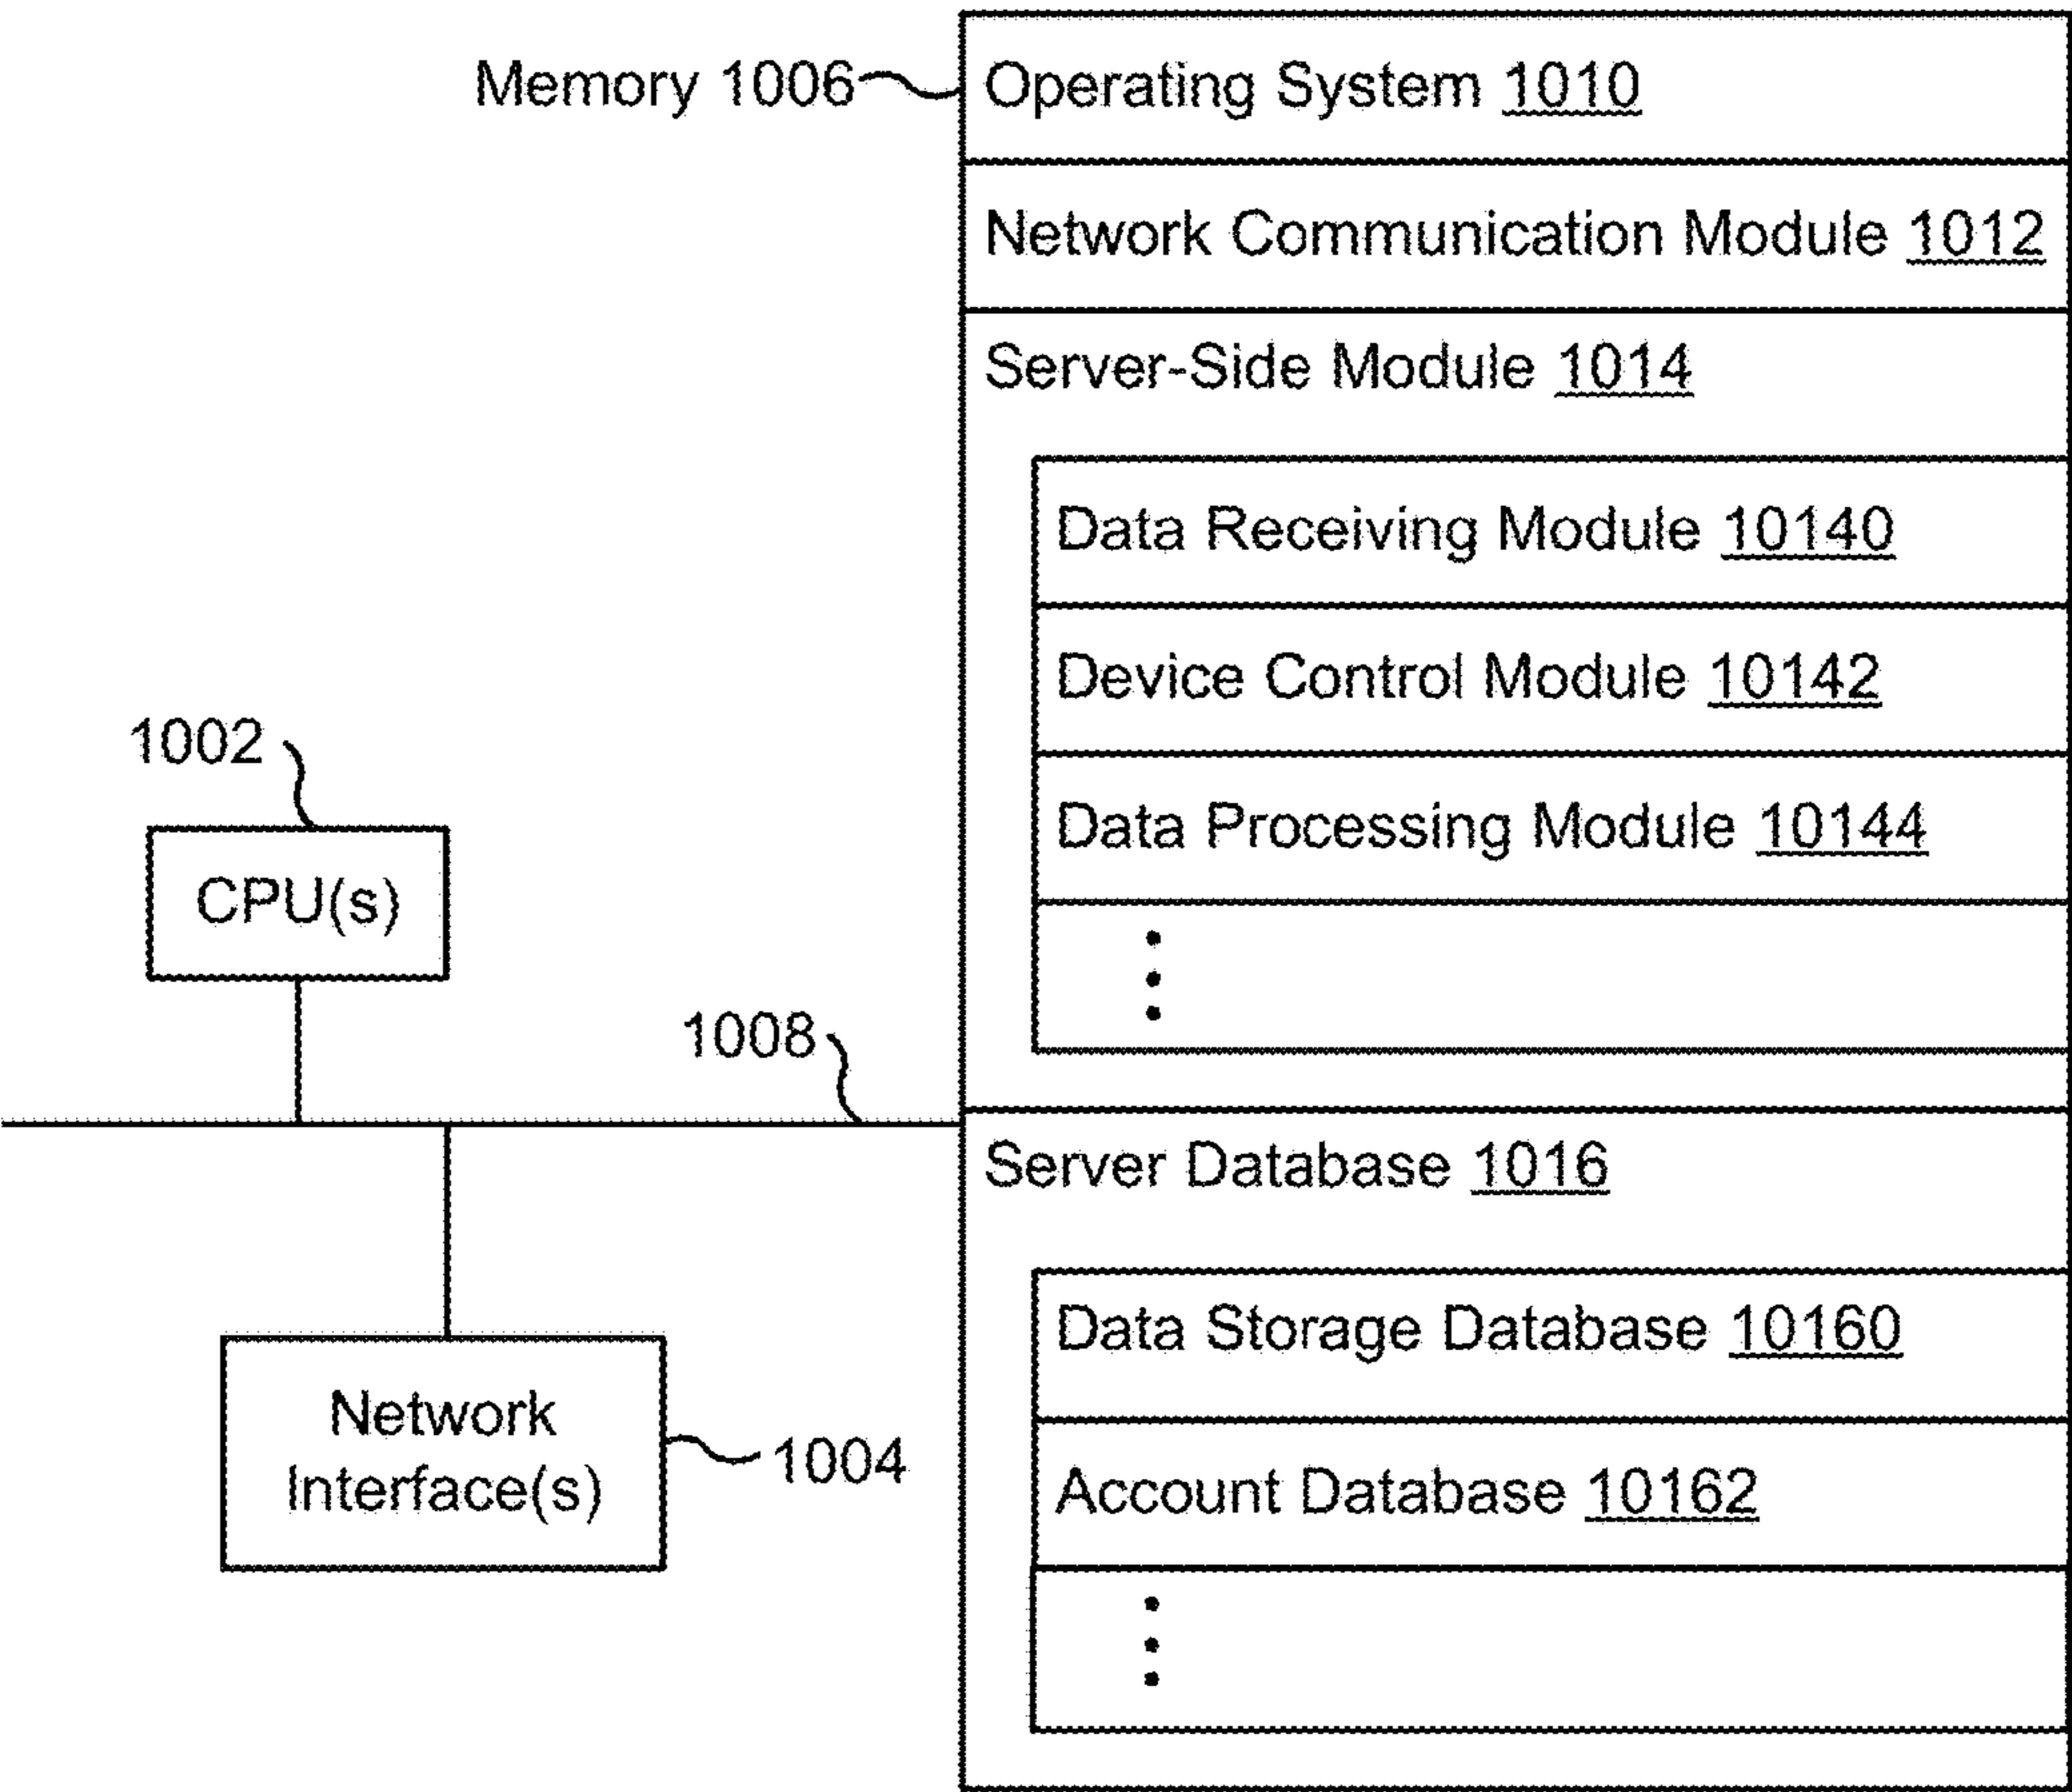 Memory 1006
Operating System 1010
Network Communication Module 1012
Server-Side Module 1014
Data Receiving Module 10140
Device Control Module 10142
Data Processing Module 10144
1002
CPU(s)
1008
Server Database 1016
Data Storage Database 10160
Network
Interface(s)
1004
Account Database 10162